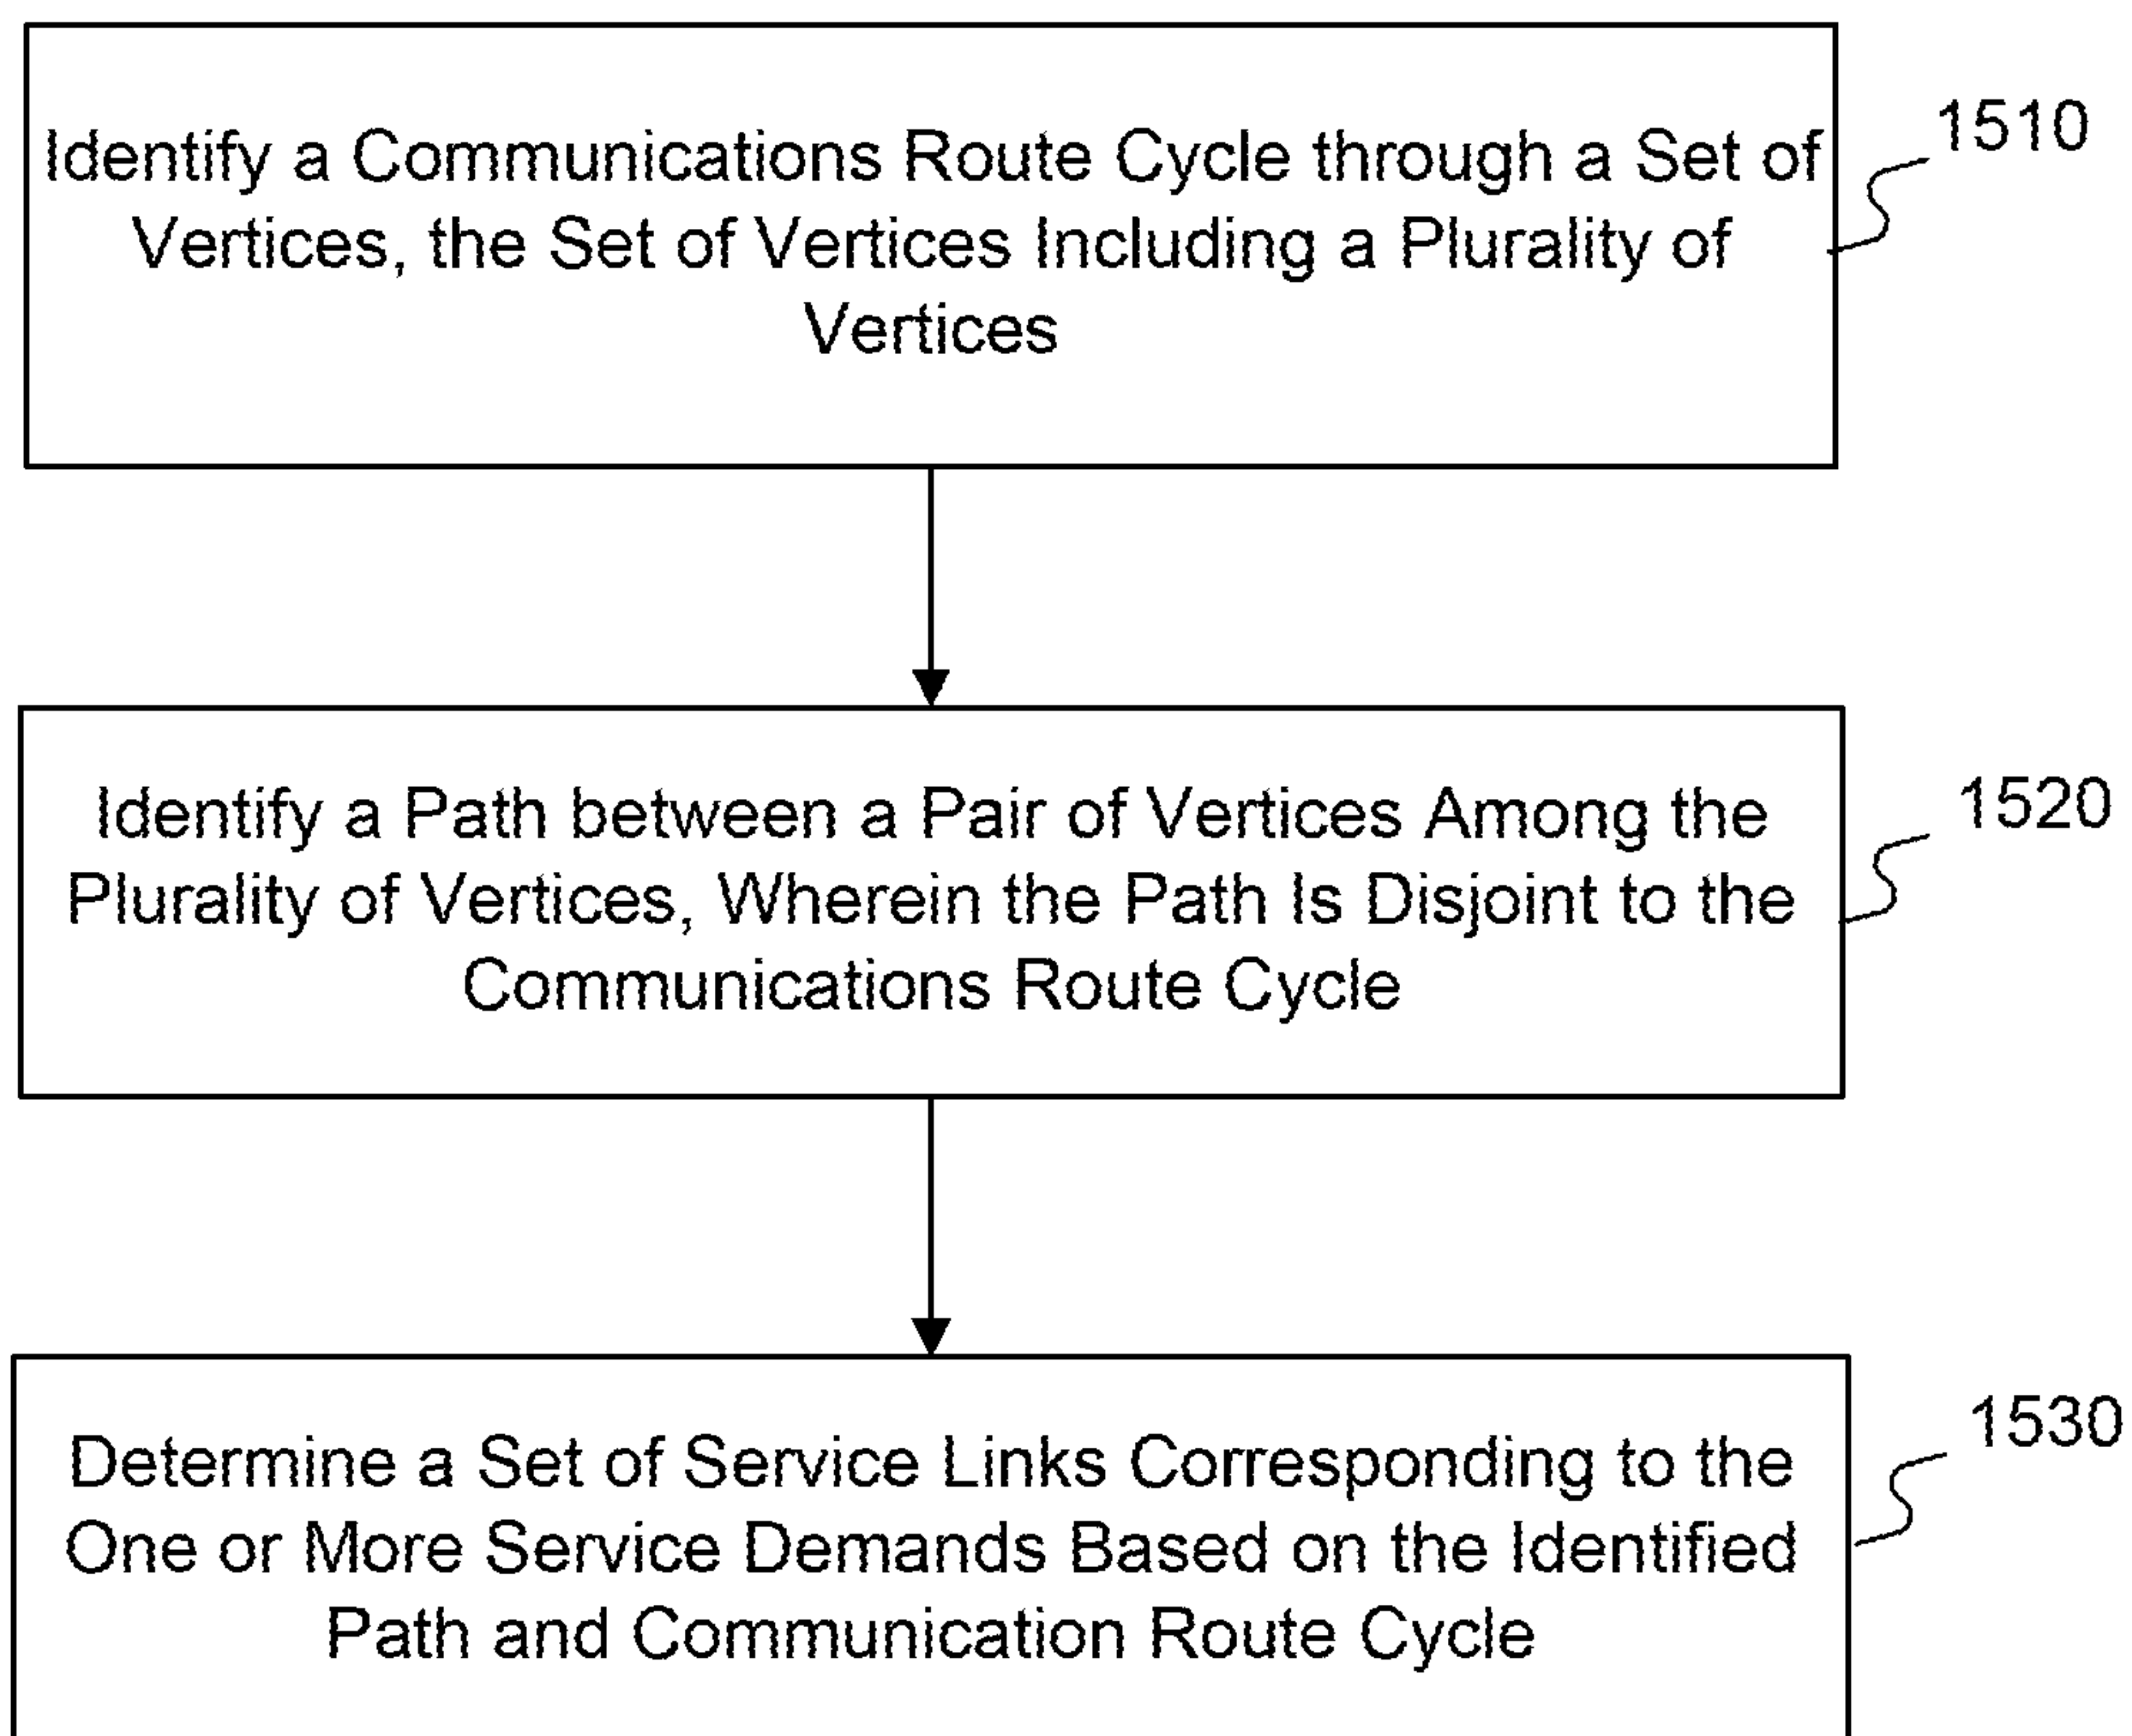 Identify a Communications Route Cycle through a Set of
Vertices, the Set of Vertices Including a Plurality of
Vertices
1510
Identify a Path between a Pair of Vertices Among the
Plurality of Vertices, Wherein the Path Is Disjoint to the
Communications Route Cycle
1520
Determine a Set of Service Links Corresponding to the
One or More Service Demands Based on the Identified
Path and Communication Route Cycle
1530